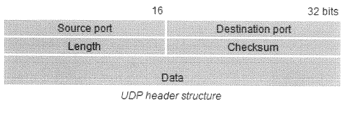 16 32 bits
Source port Destination port
Length Checksum
Data
UDP header structure